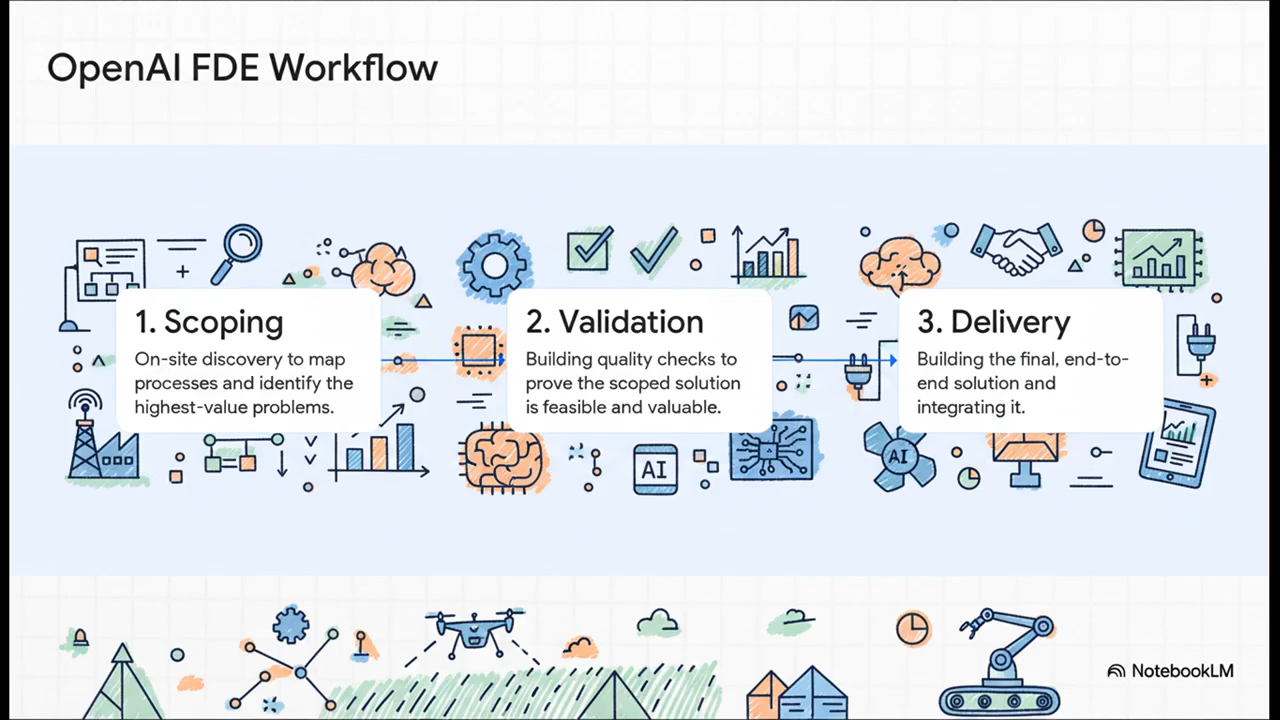 OpenAI FDE Workflow
1. Scoping
On-site discovery to map
processes and identify the
highest-value problems.
2. Validation
Building quality checks to
prove the scoped solution
is feasible and valuable.
3. Delivery
Building the final, end-to-
end solution and
integrating it.
AI
AI
NotebookLM